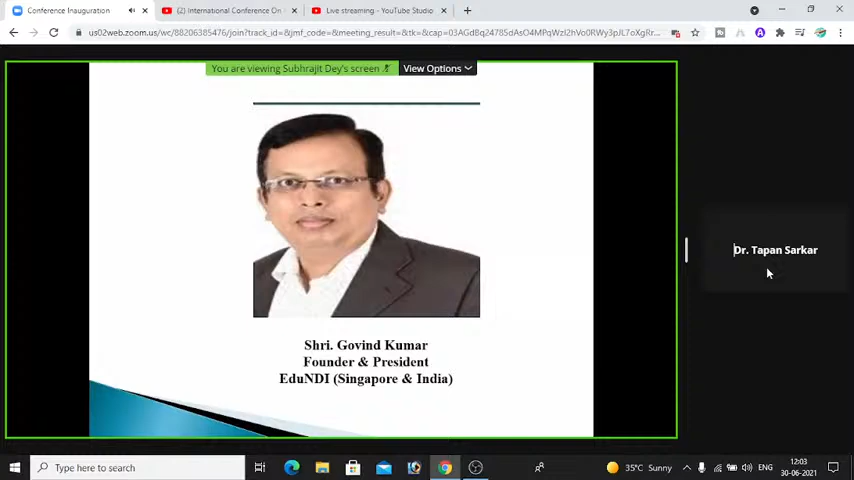 Conference Inauguration
(2) International Conference On
Live streaming - YouTube Studio
You are viewing Subhrajit Dey's screen
View Options
Dr. Tapan Sarkar
Shri. Govind Kumar
Founder & President
EduNDI (Singapore & India)
Type here to search
35°C Sunny
ENG
12:03
30-06-2021